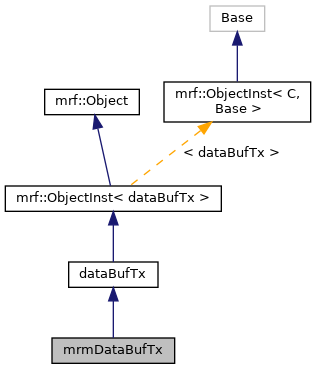 Base
mrf::ObjectInst< C,
Base >
mrf::Object
< dataBufTx >
mrf::ObjectInst< dataBufTx >
dataBufTx
mrmDataBufTx